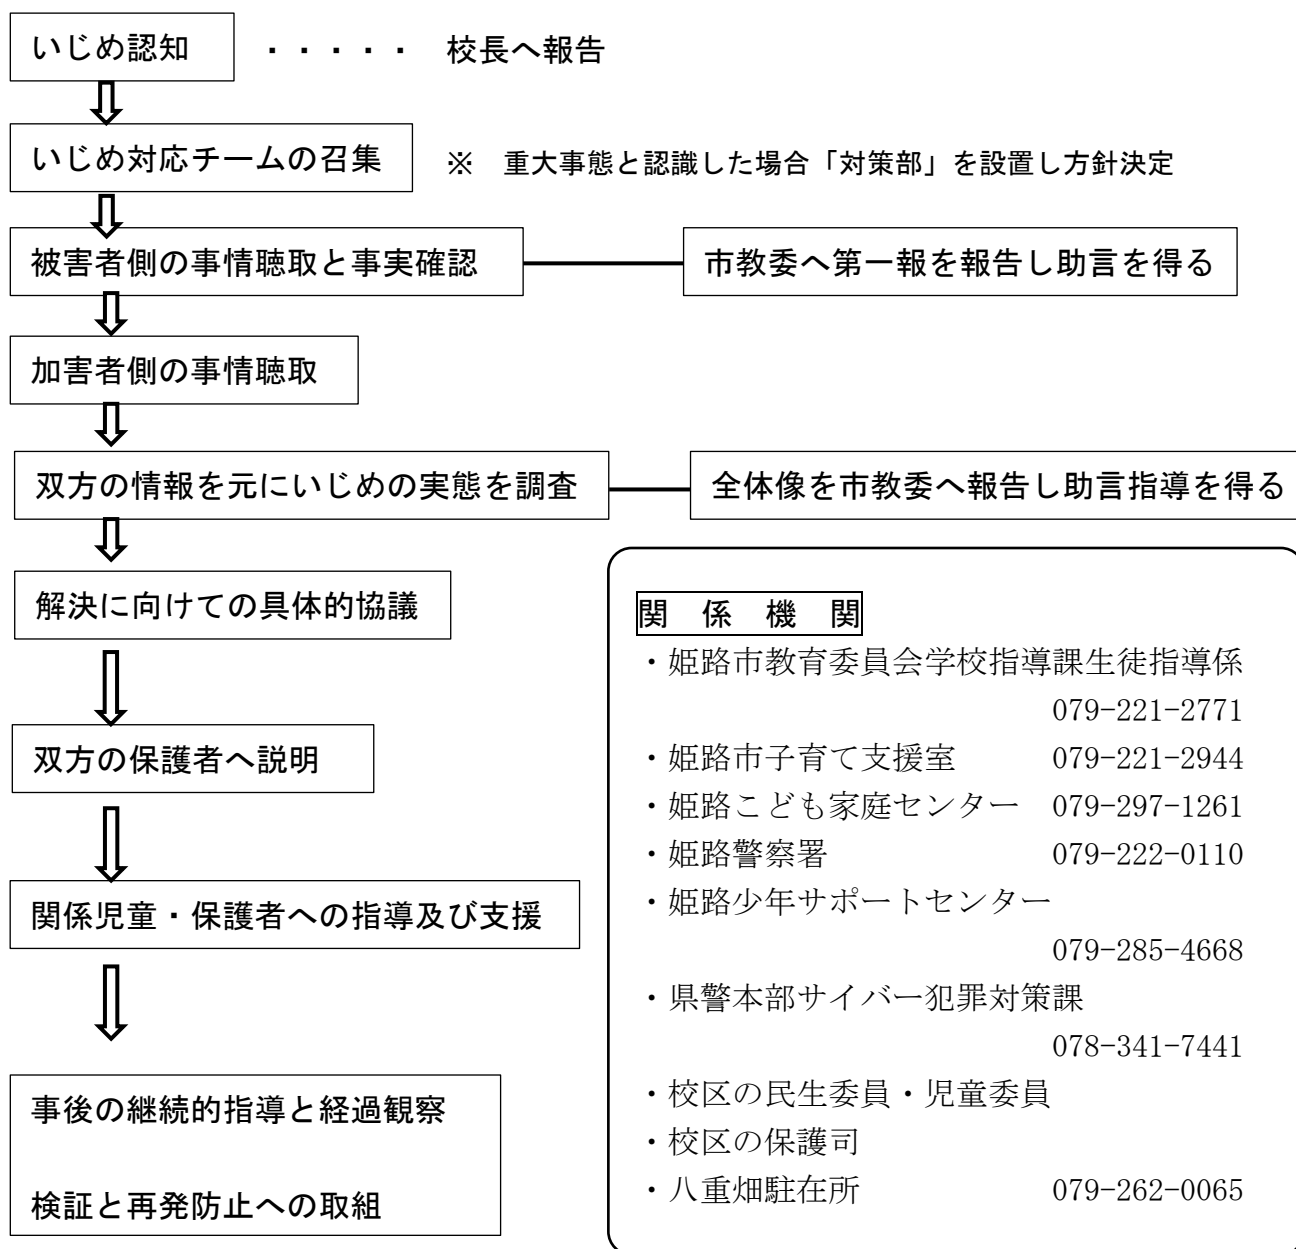 いじめ認知 ・・・・・ 校長へ報告
いじめ対応チームの召集 ※ 重大事態と認識した場合「対策部」を設置し方針決定
被害者側の事情聴取と事実確認 市教委へ第一報を報告し助言を得る
加害者側の事情聴取
双方の情報を元にいじめの実態を調査 全体像を市教委へ報告し助言指導を得る
解決に向けての具体的協議
双方の保護者へ説明
関係児童・保護者への指導及び支援
事後の継続的指導と経過観察
検証と再発防止への取組
関 係 機 関
・姫路市教育委員会学校指導課生徒指導係
079-221-2771
・姫路市子育て支援室 079-221-2944
・姫路こども家庭センター 079-297-1261
・姫路警察署 079-222-0110
・姫路少年サポートセンター
079-285-4668
・県警本部サイバー犯罪対策課
078-341-7441
・校区の民生委員・児童委員
・校区の保護司
・八重畑駐在所 079-262-0065